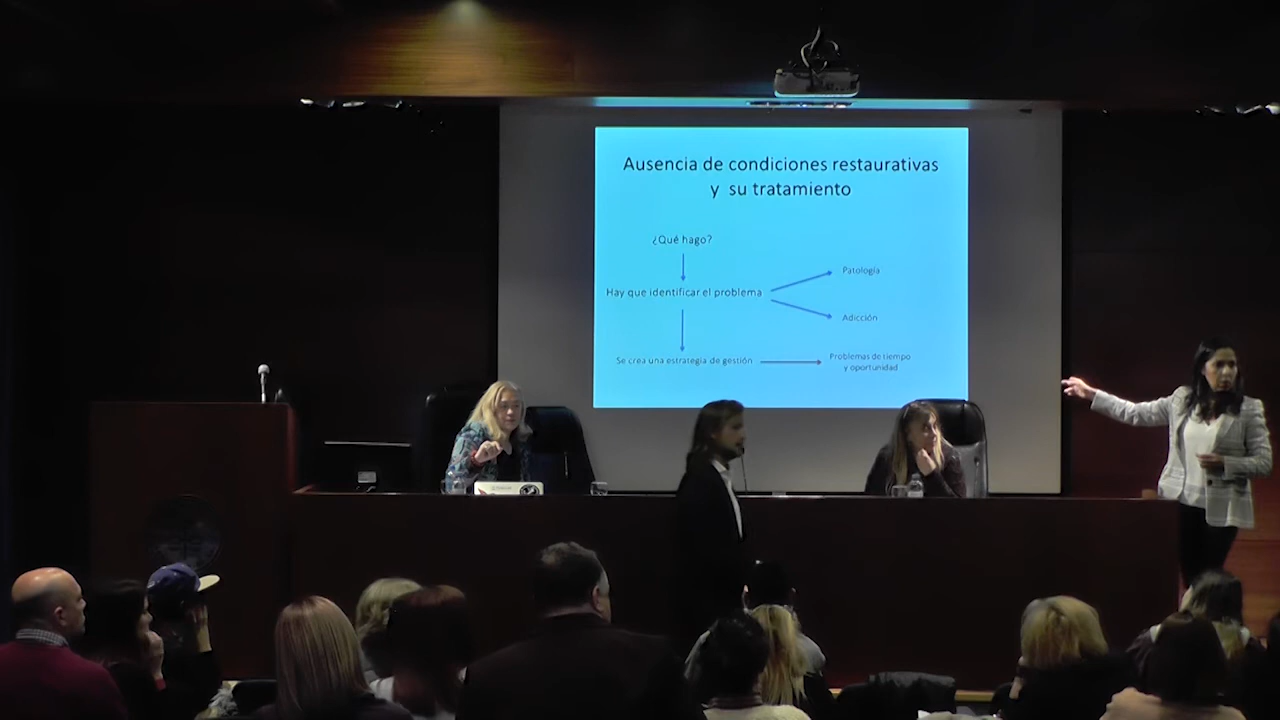 Ausencia de condiciones restaurativas
y su tratamiento
¿Qué hago?
Hay que identificar el problema
Patología
Adicción
Se crea una estrategia de gestión
Problemas de tiempo
y oportunidad